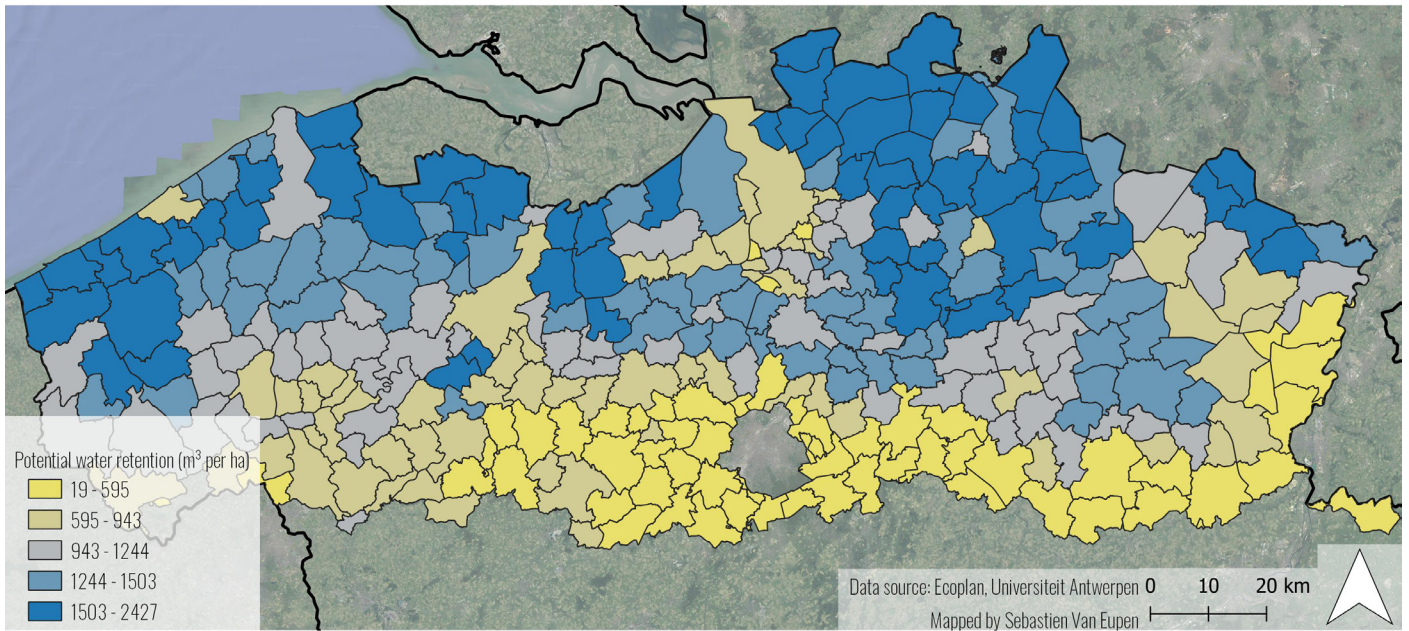 Potential water retention (m³ per ha)
19 - 595
595 - 943
943 - 1244
1244 - 1503
1503 - 2427
Data source: Ecoplan, Universiteit Antwerpen
0 10 20 km
Mapped by Sebastien Van Eupen